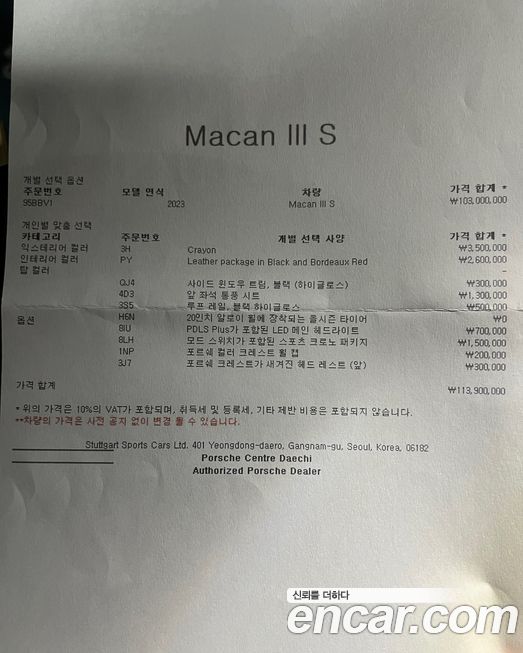 Macan III S
개별 선택 옵션
주문번호 모델 연식 차량 가격 합계 *
95BBV1 2023 Macan III S ₩103,000,000
개인별 맞춤 선택
카테고리 주문번호 개별 선택 사양 가격 합계 *
익스테리어 컬러 3H Crayon ₩3,500,000
인테리어 컬러 PY Leather package in Black and Bordeaux Red ₩2,600,000
탑 컬러 -
QJ4 사이드 윈도우 트림, 블랙 (하이글로스) ₩300,000
4D3 앞 좌석 통풍 시트 ₩1,300,000
3S5 루프 레일, 블랙 하이글로스 ₩500,000
옵션 H6N 20인치 알로이 휠에 장착되는 올시즌 타이어 ₩0
8IU PDLS Plus가 포함된 LED 메인 헤드라이트 ₩700,000
8LH 모드 스위치가 포함된 스포츠 크로노 패키지 ₩1,500,000
1NP 포르쉐 컬러 크레스트 휠 캡 ₩200,000
3J7 포르쉐 크레스트가 새겨진 헤드 레스트 (앞) ₩300,000
가격 합계 ₩113,900,000
* 위의 가격은 10%의 VAT가 포함되며, 취득세 및 등록세, 기타 제반 비용은 포함되지 않습니다.
**차량의 가격은 사전 공지 없이 변경 될 수 있습니다.
Stuttgart Sports Cars Ltd. 401 Yeongdong-daero, Gangnam-gu, Seoul, Korea, 06182
Porsche Centre Daechi
Authorized Porsche Dealer
신뢰를 더하다
encar.com